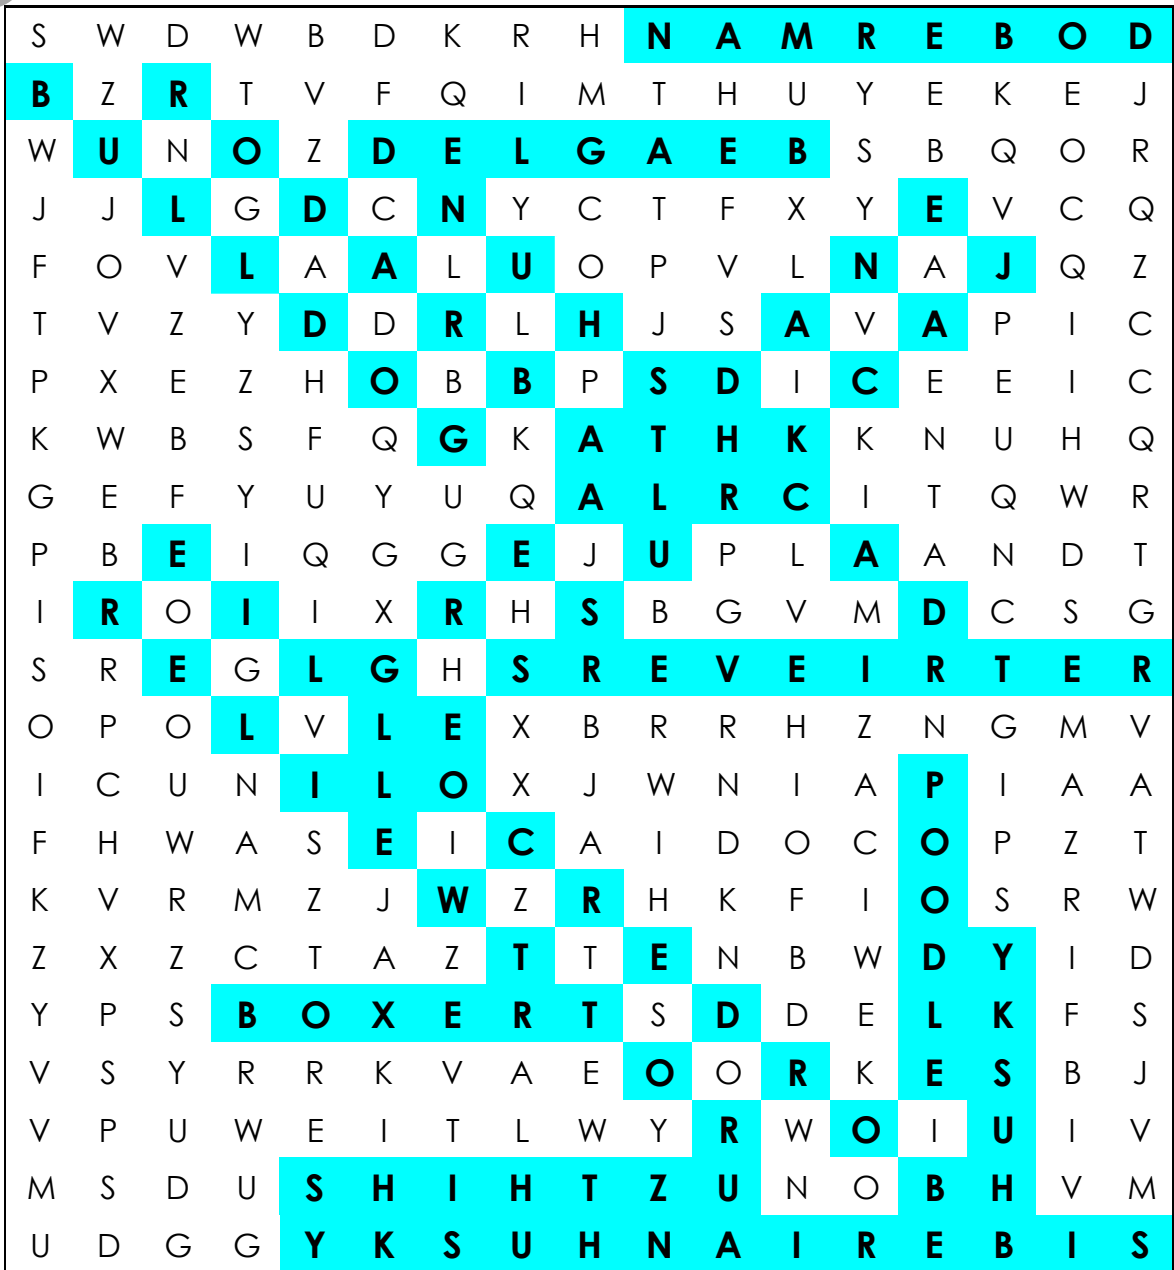 S W D W B D K R H N A M R E B O D
B Z R T V F Q I M T H U Y E K E J
W U N O Z D E L G A E B S B Q O R
J J L G D C N Y C T F X Y E V C Q
F O V L A A L U O P V L N A J Q Z
T V Z Y D D R L H J S A V A P I C
P X E Z H O B B P S D I C E E I C
K W B S F Q G K A T H K K N U H Q
G E F Y U Y U Q A L R C I T Q W R
P B E I Q G G E J U P L A A N D T
I R O I I X R H S B G V M D C S G
S R E G L G H S R E V E I R T E R
O P O L V L E X B R R H Z N G M V
I C U N I L O X J W N I A P I A A
F H W A S E I C A I D O C O P Z T
K V R M Z J W Z R H K F I O S R W
Z X Z C T A Z T T E N B W D Y I D
Y P S B O X E R T S D D E L K F S
V S Y R R K V A E O O R K E S B J
V P U W E I T L W Y R W O I U I V
M S D U S H I H T Z U N O B H V M
U D G G Y K S U H N A I R E B I S